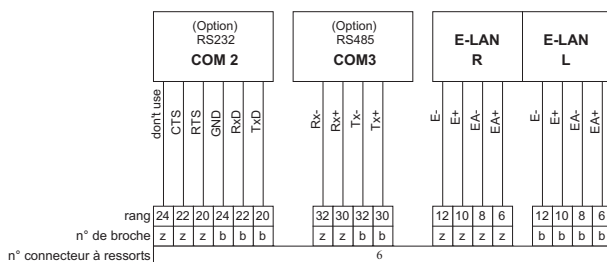 (Option)
RS232
COM 2
(Option)
RS485
COM3
E-LAN
R
E-LAN
L
don't use
CTS
RTS
GND
RxD
TxD
Rx-
Rx+
Tx-
Tx+
E-
E+
EA-
EA+
E-
E+
EA-
EA+
rang 24 22 20 24 22 20 32 30 32 30 12 10 8 6 12 10 8 6
n° de broche z z z b b b z z b b z z z z b b b b
n° connecteur à ressorts 6